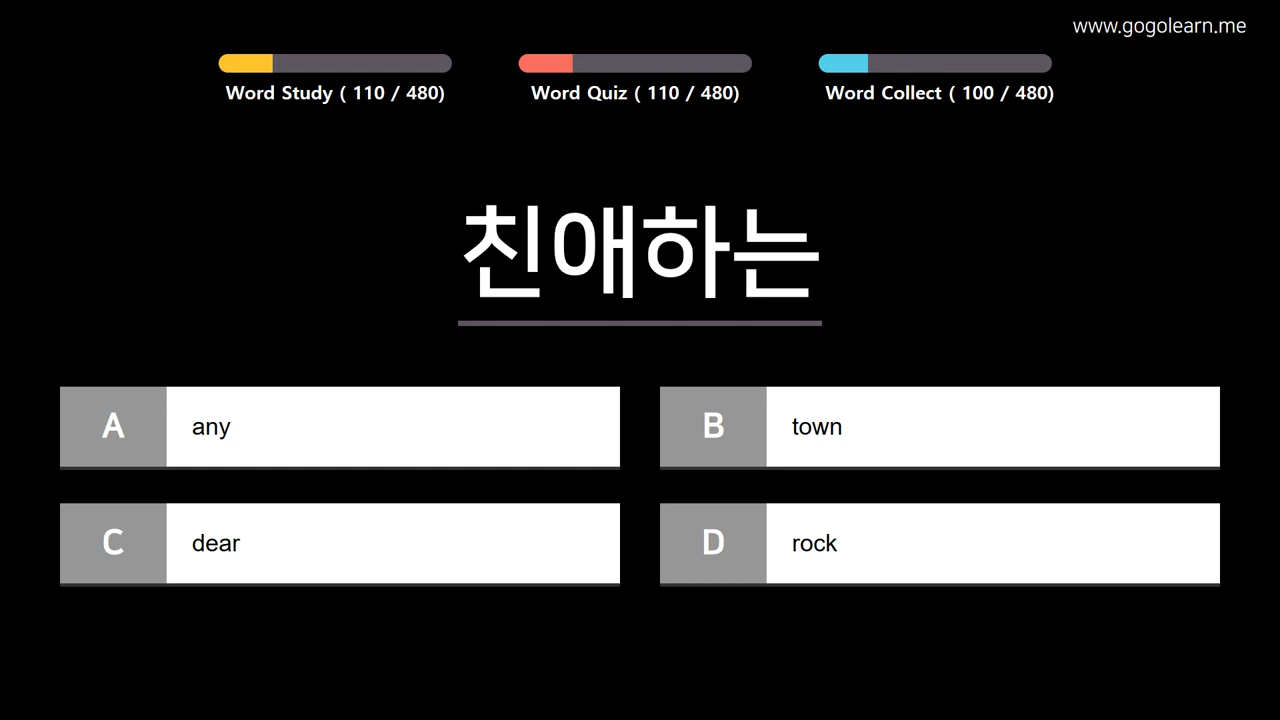 www.gogolearn.me
Word Study ( 110 / 480)
Word Quiz ( 110 / 480)
Word Collect ( 100 / 480)
친애하는
A any
B town
C dear
D rock